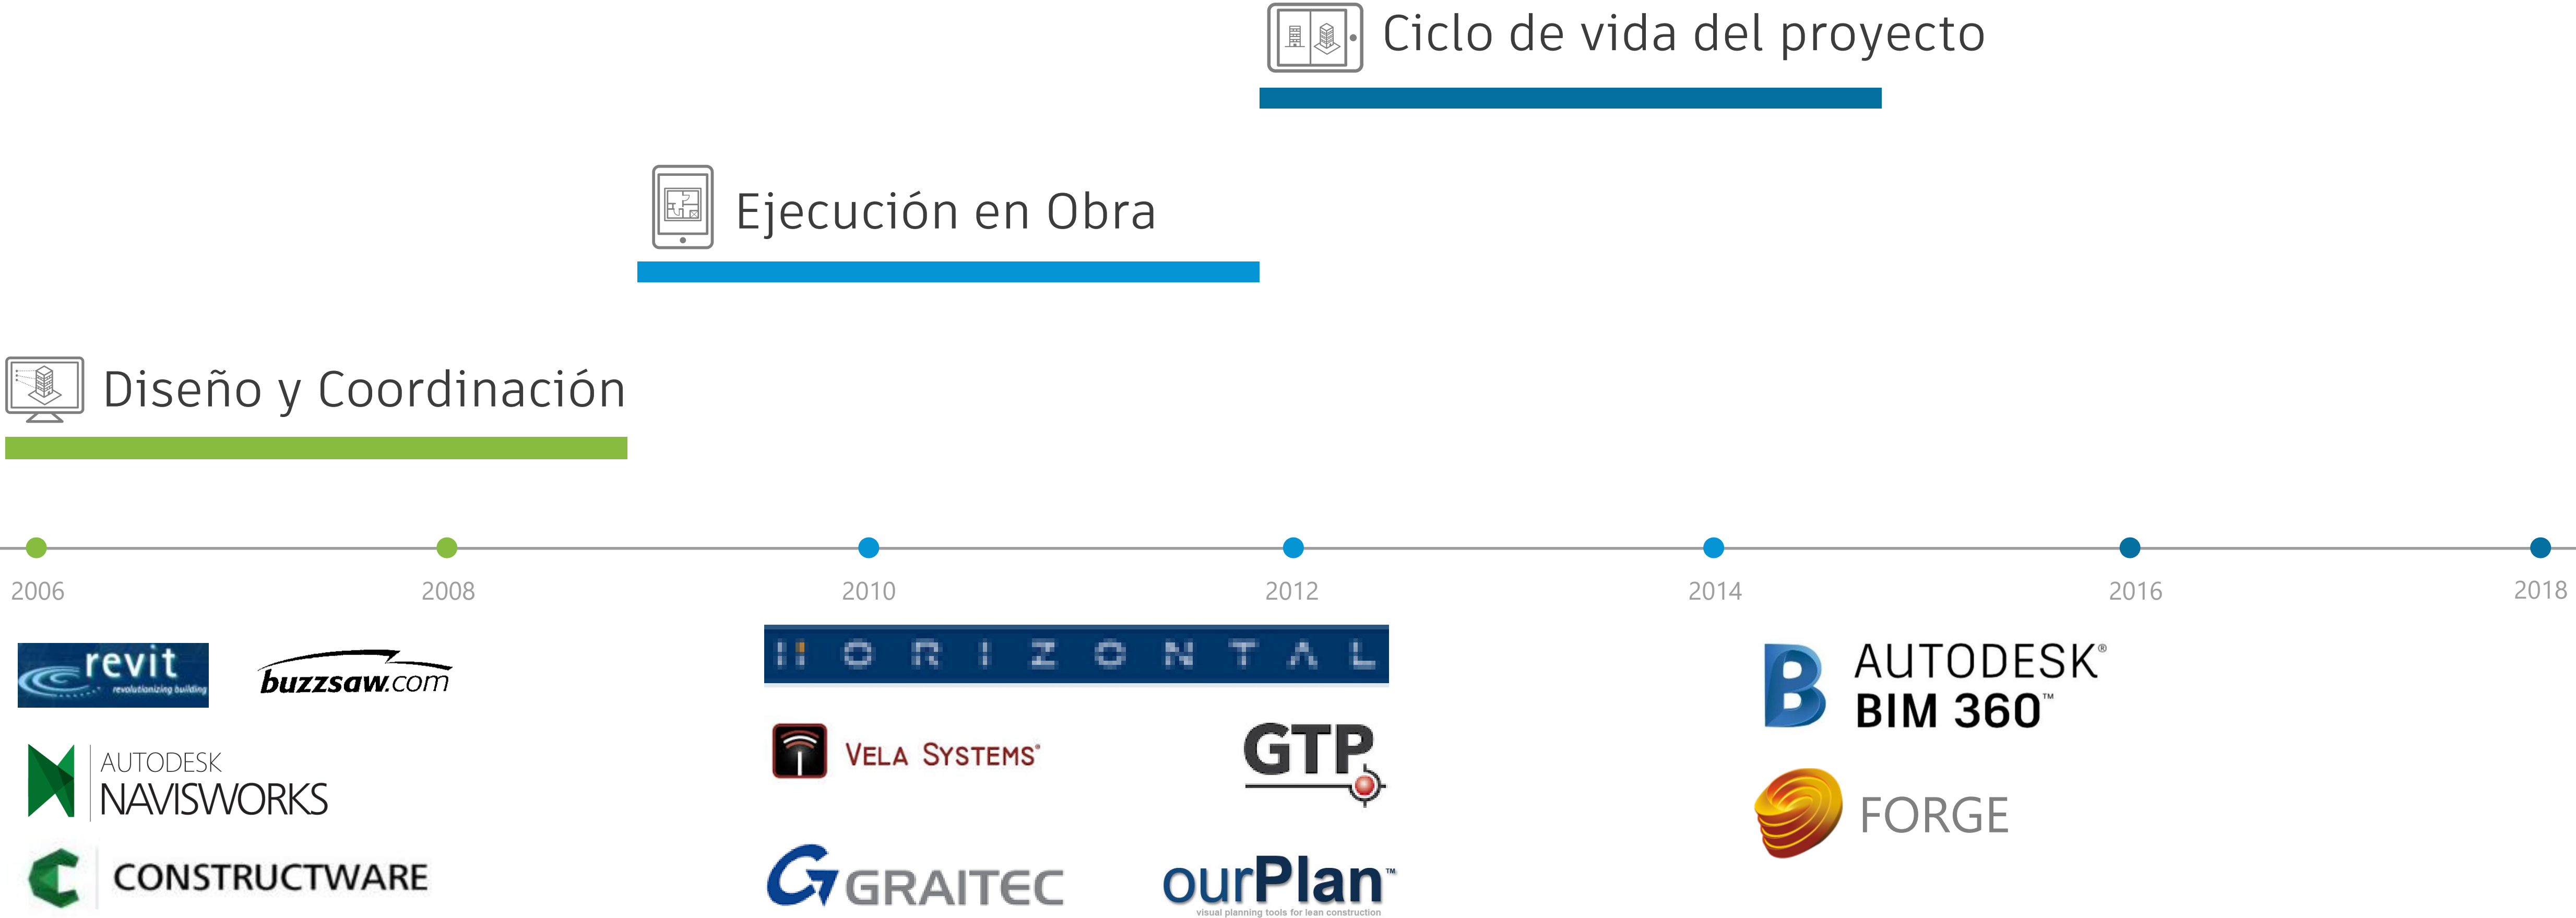 Ciclo de vida del proyecto
Ejecución en Obra
Diseño y Coordinación
2006
2008
2010
2012
2014
2016
2018
revit
revolutionizing building
buzzsaw.com
AUTODESK
NAVISWORKS
CONSTRUCTWARE
HORIZONTAL
VELA SYSTEMS®
GTP
GRAITEC
ourPlan™
visual planning tools for lean construction
AUTODESK®
BIM 360™
FORGE